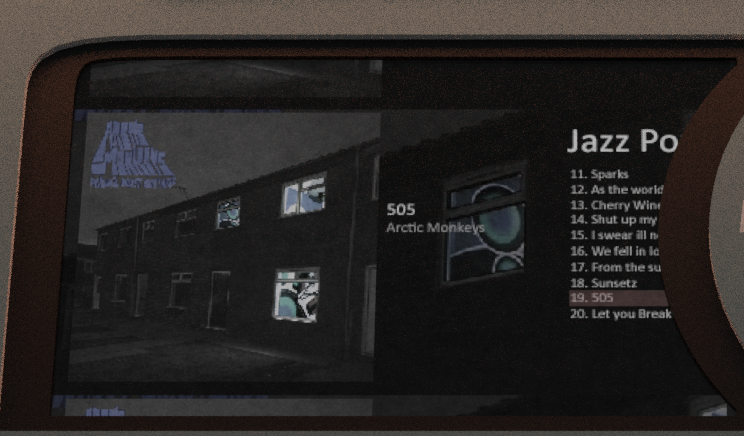 ARCTIC
MONKEYS
505
Arctic Monkeys
Jazz Po
11. Sparks
12. As the world
13. Cherry Wine
14. Shut up my
15. I swear ill n
16. We fell in lo
17. From the su
18. Sunsetz
19. 505
20. Let you Break